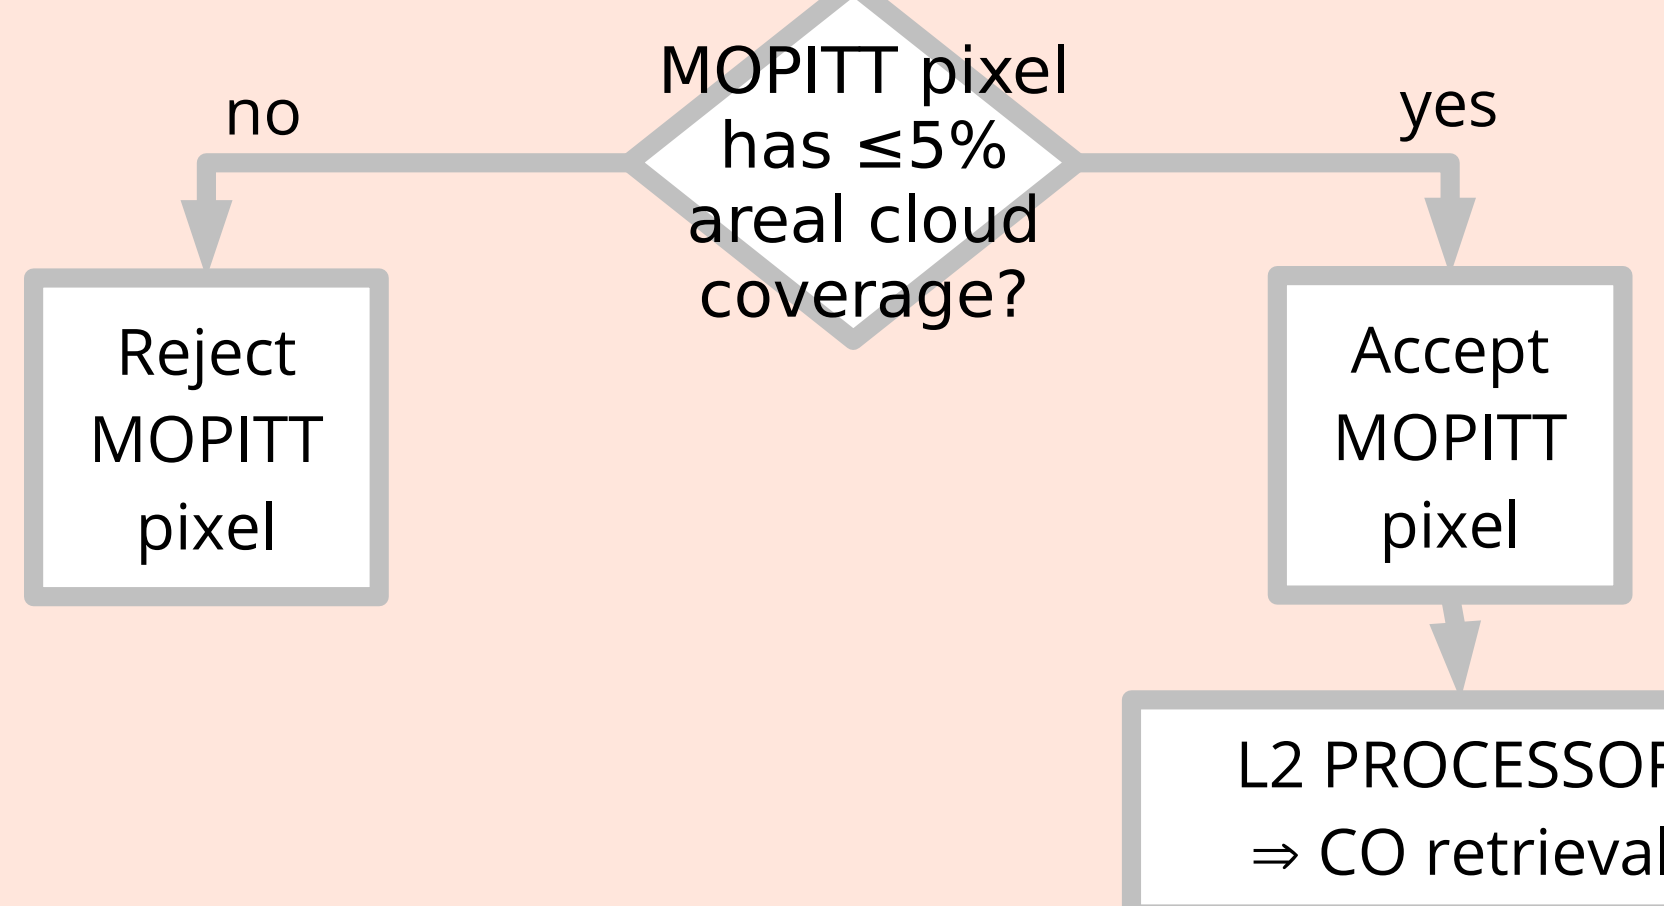 MOPITT pixel
has ≤5%
areal cloud
coverage?
no
yes
Reject
MOPITT
pixel
Accept
MOPITT
pixel
L2 PROCESSOR
⇒ CO retrieval